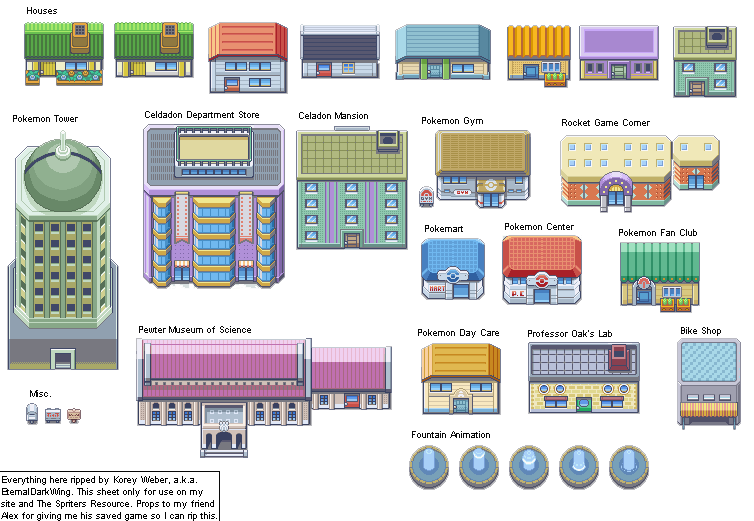 Houses
Pokemon Tower
Celdadon Department Store
Celadon Mansion
Pokemon Gym
Rocket Game Corner
GYM
GYM
Pokemart
Pokemon Center
Pokemon Fan Club
MART
P.C
Pewter Museum of Science
Pokemon Day Care
Professor Oak's Lab
Bike Shop
Misc.
Fountain Animation
Everything here ripped by Korey Weber, a.k.a.
EternalDarkWing. This sheet only for use on my
site and The Spriters Resource. Props to my friend
Alex for giving me his saved game so I can rip this.